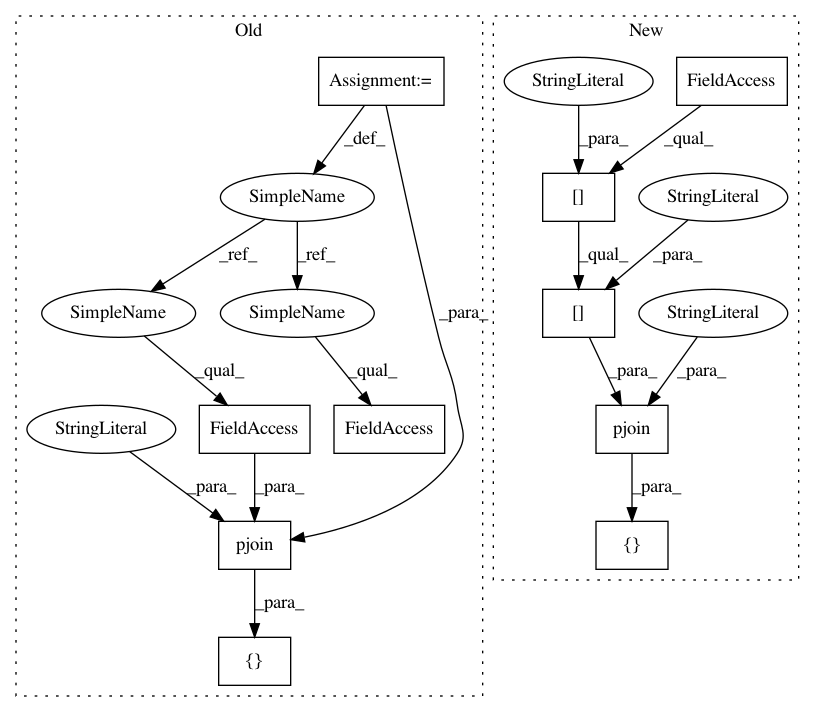 Old
New
Assignment:=
StringLiteral
FieldAccess
_def_
_para_
_qual_
SimpleName
[]
StringLiteral
_ref_
_ref_
_qual_
_para_
SimpleName
SimpleName
_para_
[]
StringLiteral
_qual_
_qual_
_para_
_para_
StringLiteral
FieldAccess
FieldAccess
pjoin
_para_
_para_
_para_
pjoin
{}
_para_
{}